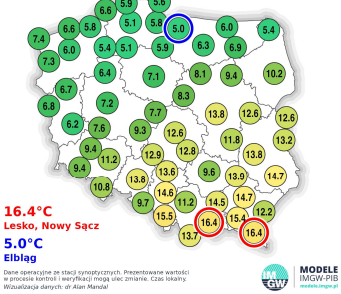 5.9 5.6
6.6
5.1 5.8
6.6 5.8 5.0 6.0 5.4
7.4
6.0 5.4 5.1 5.9 6.3 6.9
7.3
6.4 7.1 8.1 9.4 10.2
6.7
8.3
6.8 7.2
7.7 13.8 12.6 12.6
6.2 7.6 9.3 12.6
11.8 13.2
9.4 11.2 12.9 12.8 13.8
9.4 13.6 9.6
10.8 13.8 13.9 14.7
14.6
9.7 11.2 14.5 14.7
15.5 16.4 15.4 12.2
13.7 16.4
16.4°C
Lesko, Nowy Sącz
5.0°C
Elbląg
Dane operacyjne ze stacji synoptycznych. Prezentowane wartości
w procesie kontroli i weryfikacji mogą ulec zmianie. Czas lokalny.
Wizualizacja danych: dr Alan Mandal
IM
GW
MODELE
IMGW-PIB
modele.imgw.pl